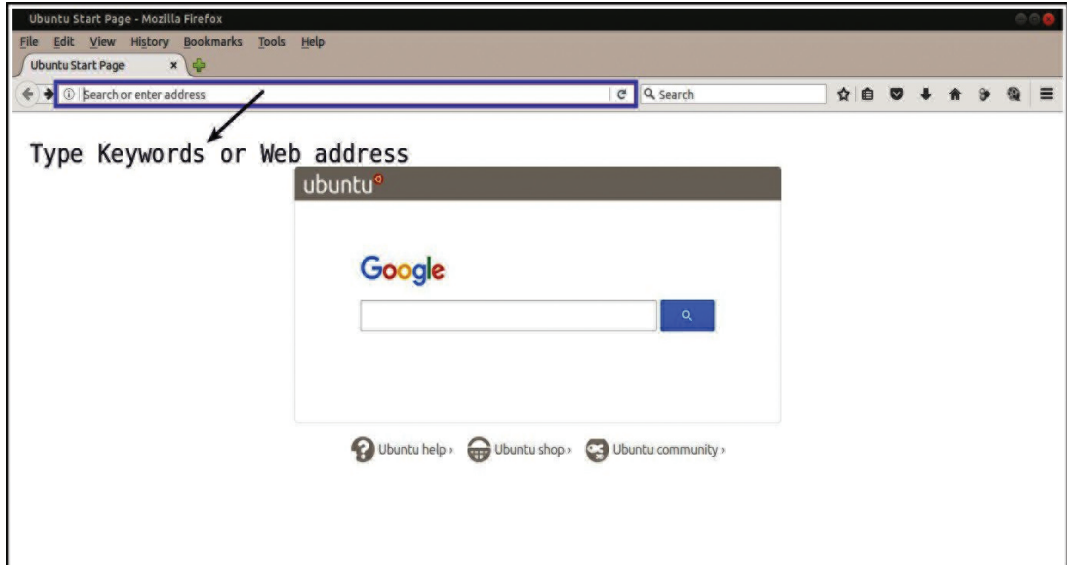 Ubuntu Start Page - Mozilla Firefox
File Edit View History Bookmarks Tools Help
Ubuntu Start Page
Search or enter address
Search
Type Keywords or Web address
ubuntu
Google
Ubuntu help ›
Ubuntu shop ›
Ubuntu community ›